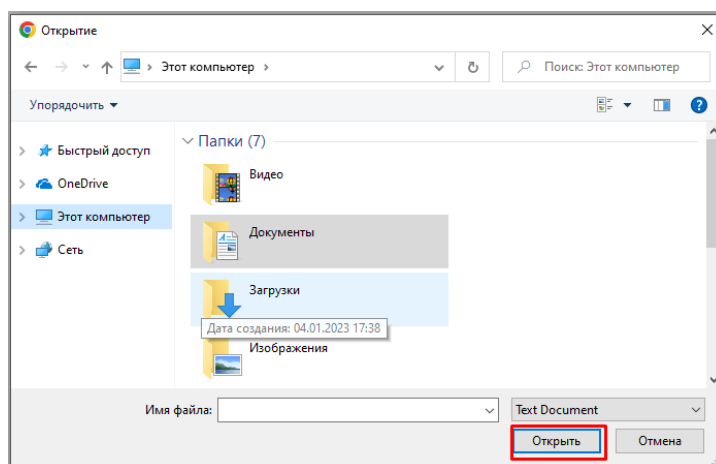 Открытие
Этот компьютер
Поиск: Этот компьютер
Упорядочить
Быстрый доступ
OneDrive
Этот компьютер
Сеть
Папки (7)
Видео
Документы
Загрузки
Дата создания: 04.01.2023 17:38
Изображения
Имя файла:
Text Document
Открыть
Отмена